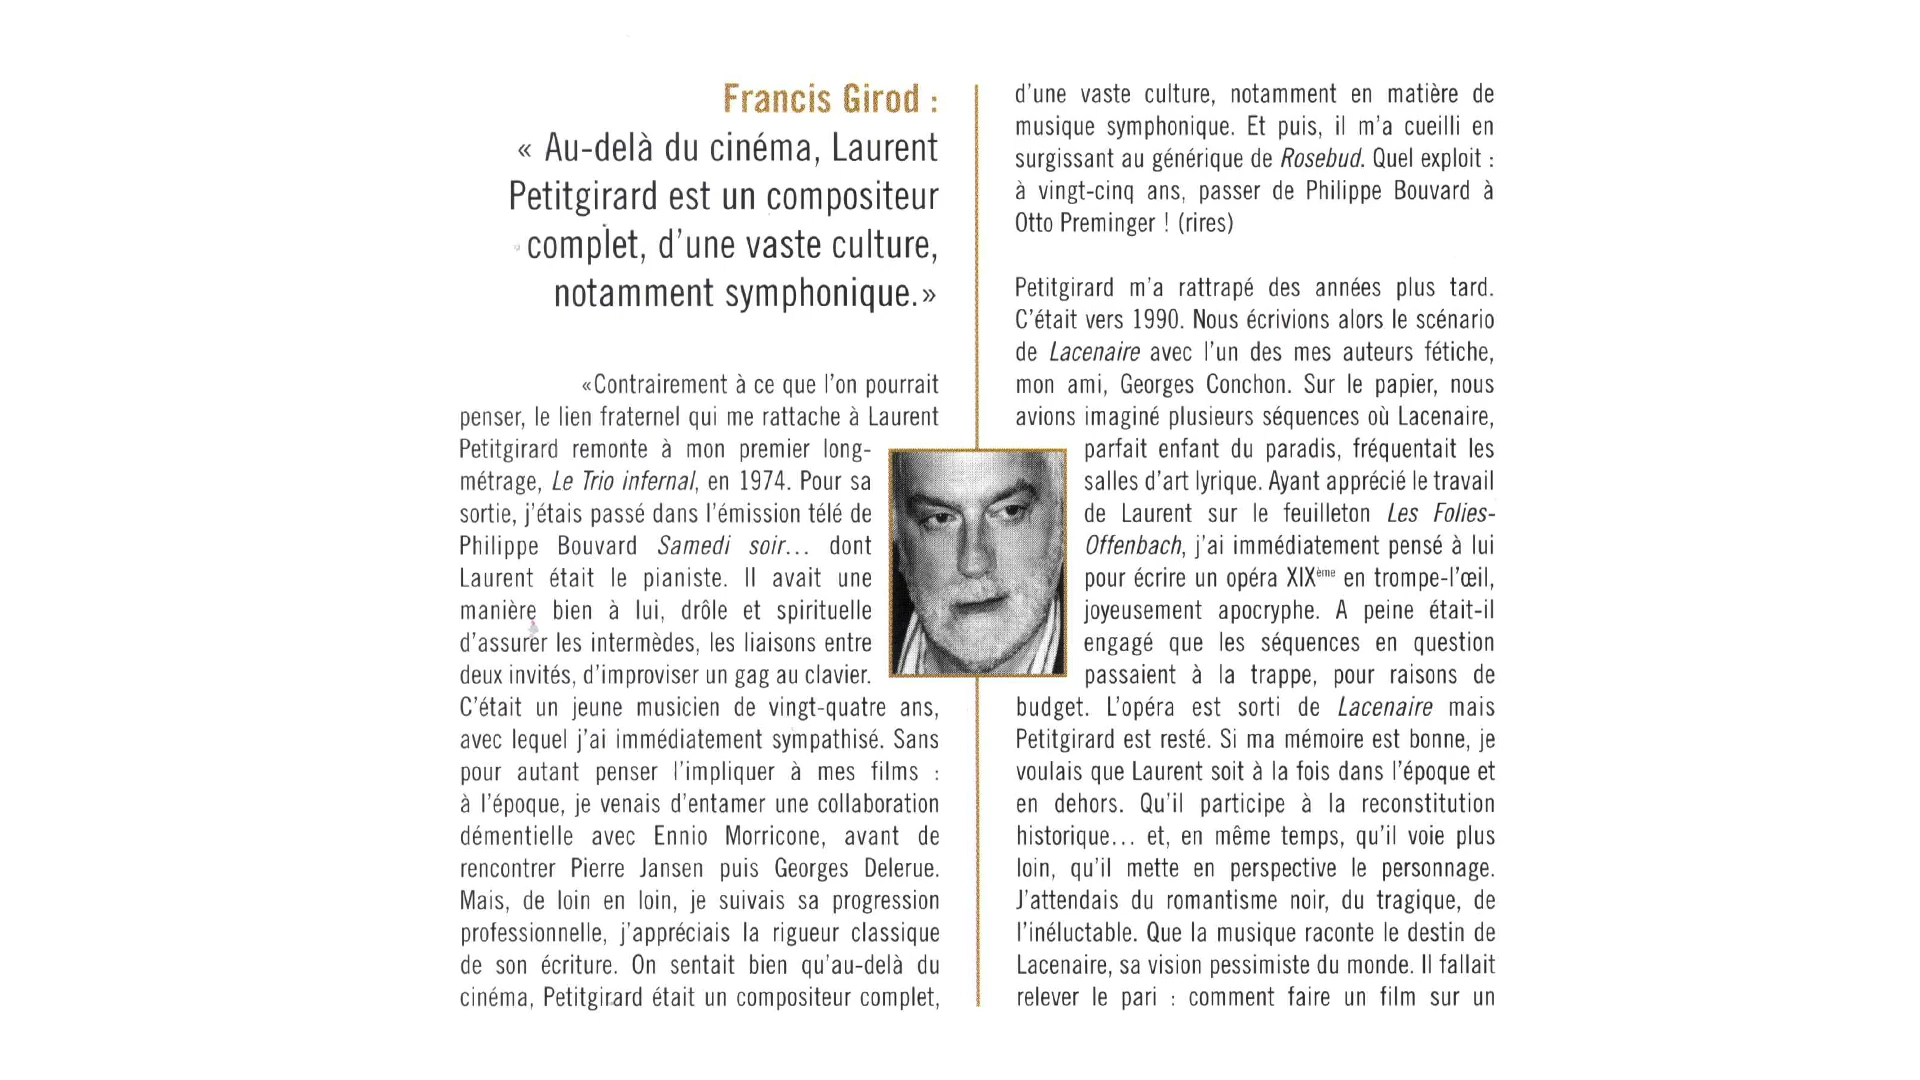 Francis Girod :
« Au-delà du cinéma, Laurent
Petitgirard est un compositeur
complet, d'une vaste culture,
notamment symphonique.»
«Contrairement à ce que l'on pourrait
penser, le lien fraternel qui me rattache à Laurent
Petitgirard remonte à mon premier long-
métrage, Le Trio infernal, en 1974. Pour sa
sortie, j'étais passé dans l'émission télé de
Philippe Bouvard Samedi soir... dont
Laurent était le pianiste. Il avait une
manière bien à lui, drôle et spirituelle
d'assurer les intermèdes, les liaisons entre
deux invités, d'improviser un gag au clavier.
C'était un jeune musicien de vingt-quatre ans,
avec lequel j'ai immédiatement sympathisé. Sans
pour autant penser l'impliquer à mes films :
à l'époque, je venais d'entamer une collaboration
démentielle avec Ennio Morricone, avant de
rencontrer Pierre Jansen puis Georges Delerue.
Mais, de loin en loin, je suivais sa progression
professionnelle, j'appréciais la rigueur classique
de son écriture. On sentait bien qu'au-delà du
cinéma, Petitgirard était un compositeur complet,
d'une vaste culture, notamment en matière de
musique symphonique. Et puis, il m'a cueilli en
surgissant au générique de Rosebud. Quel exploit :
à vingt-cinq ans, passer de Philippe Bouvard à
Otto Preminger ! (rires)
Petitgirard m'a rattrapé des années plus tard.
C'était vers 1990. Nous écrivions alors le scénario
de Lacenaire avec l'un des mes auteurs fétiche,
mon ami, Georges Conchon. Sur le papier, nous
avions imaginé plusieurs séquences où Lacenaire,
parfait enfant du paradis, fréquentait les
salles d'art lyrique. Ayant apprécié le travail
de Laurent sur le feuilleton Les Folies-
Offenbach, j'ai immédiatement pensé à lui
pour écrire un opéra XIXème en trompe-l'œil,
joyeusement apocryphe. A peine était-il
engagé que les séquences en question
passaient à la trappe, pour raisons de
budget. L'opéra est sorti de Lacenaire mais
Petitgirard est resté. Si ma mémoire est bonne, je
voulais que Laurent soit à la fois dans l'époque et
en dehors. Qu'il participe à la reconstitution
historique... et, en même temps, qu'il voie plus
loin, qu'il mette en perspective le personnage.
J'attendais du romantisme noir, du tragique, de
l'inéluctable. Que la musique raconte le destin de
Lacenaire, sa vision pessimiste du monde. Il fallait
relever le pari : comment faire un film sur un